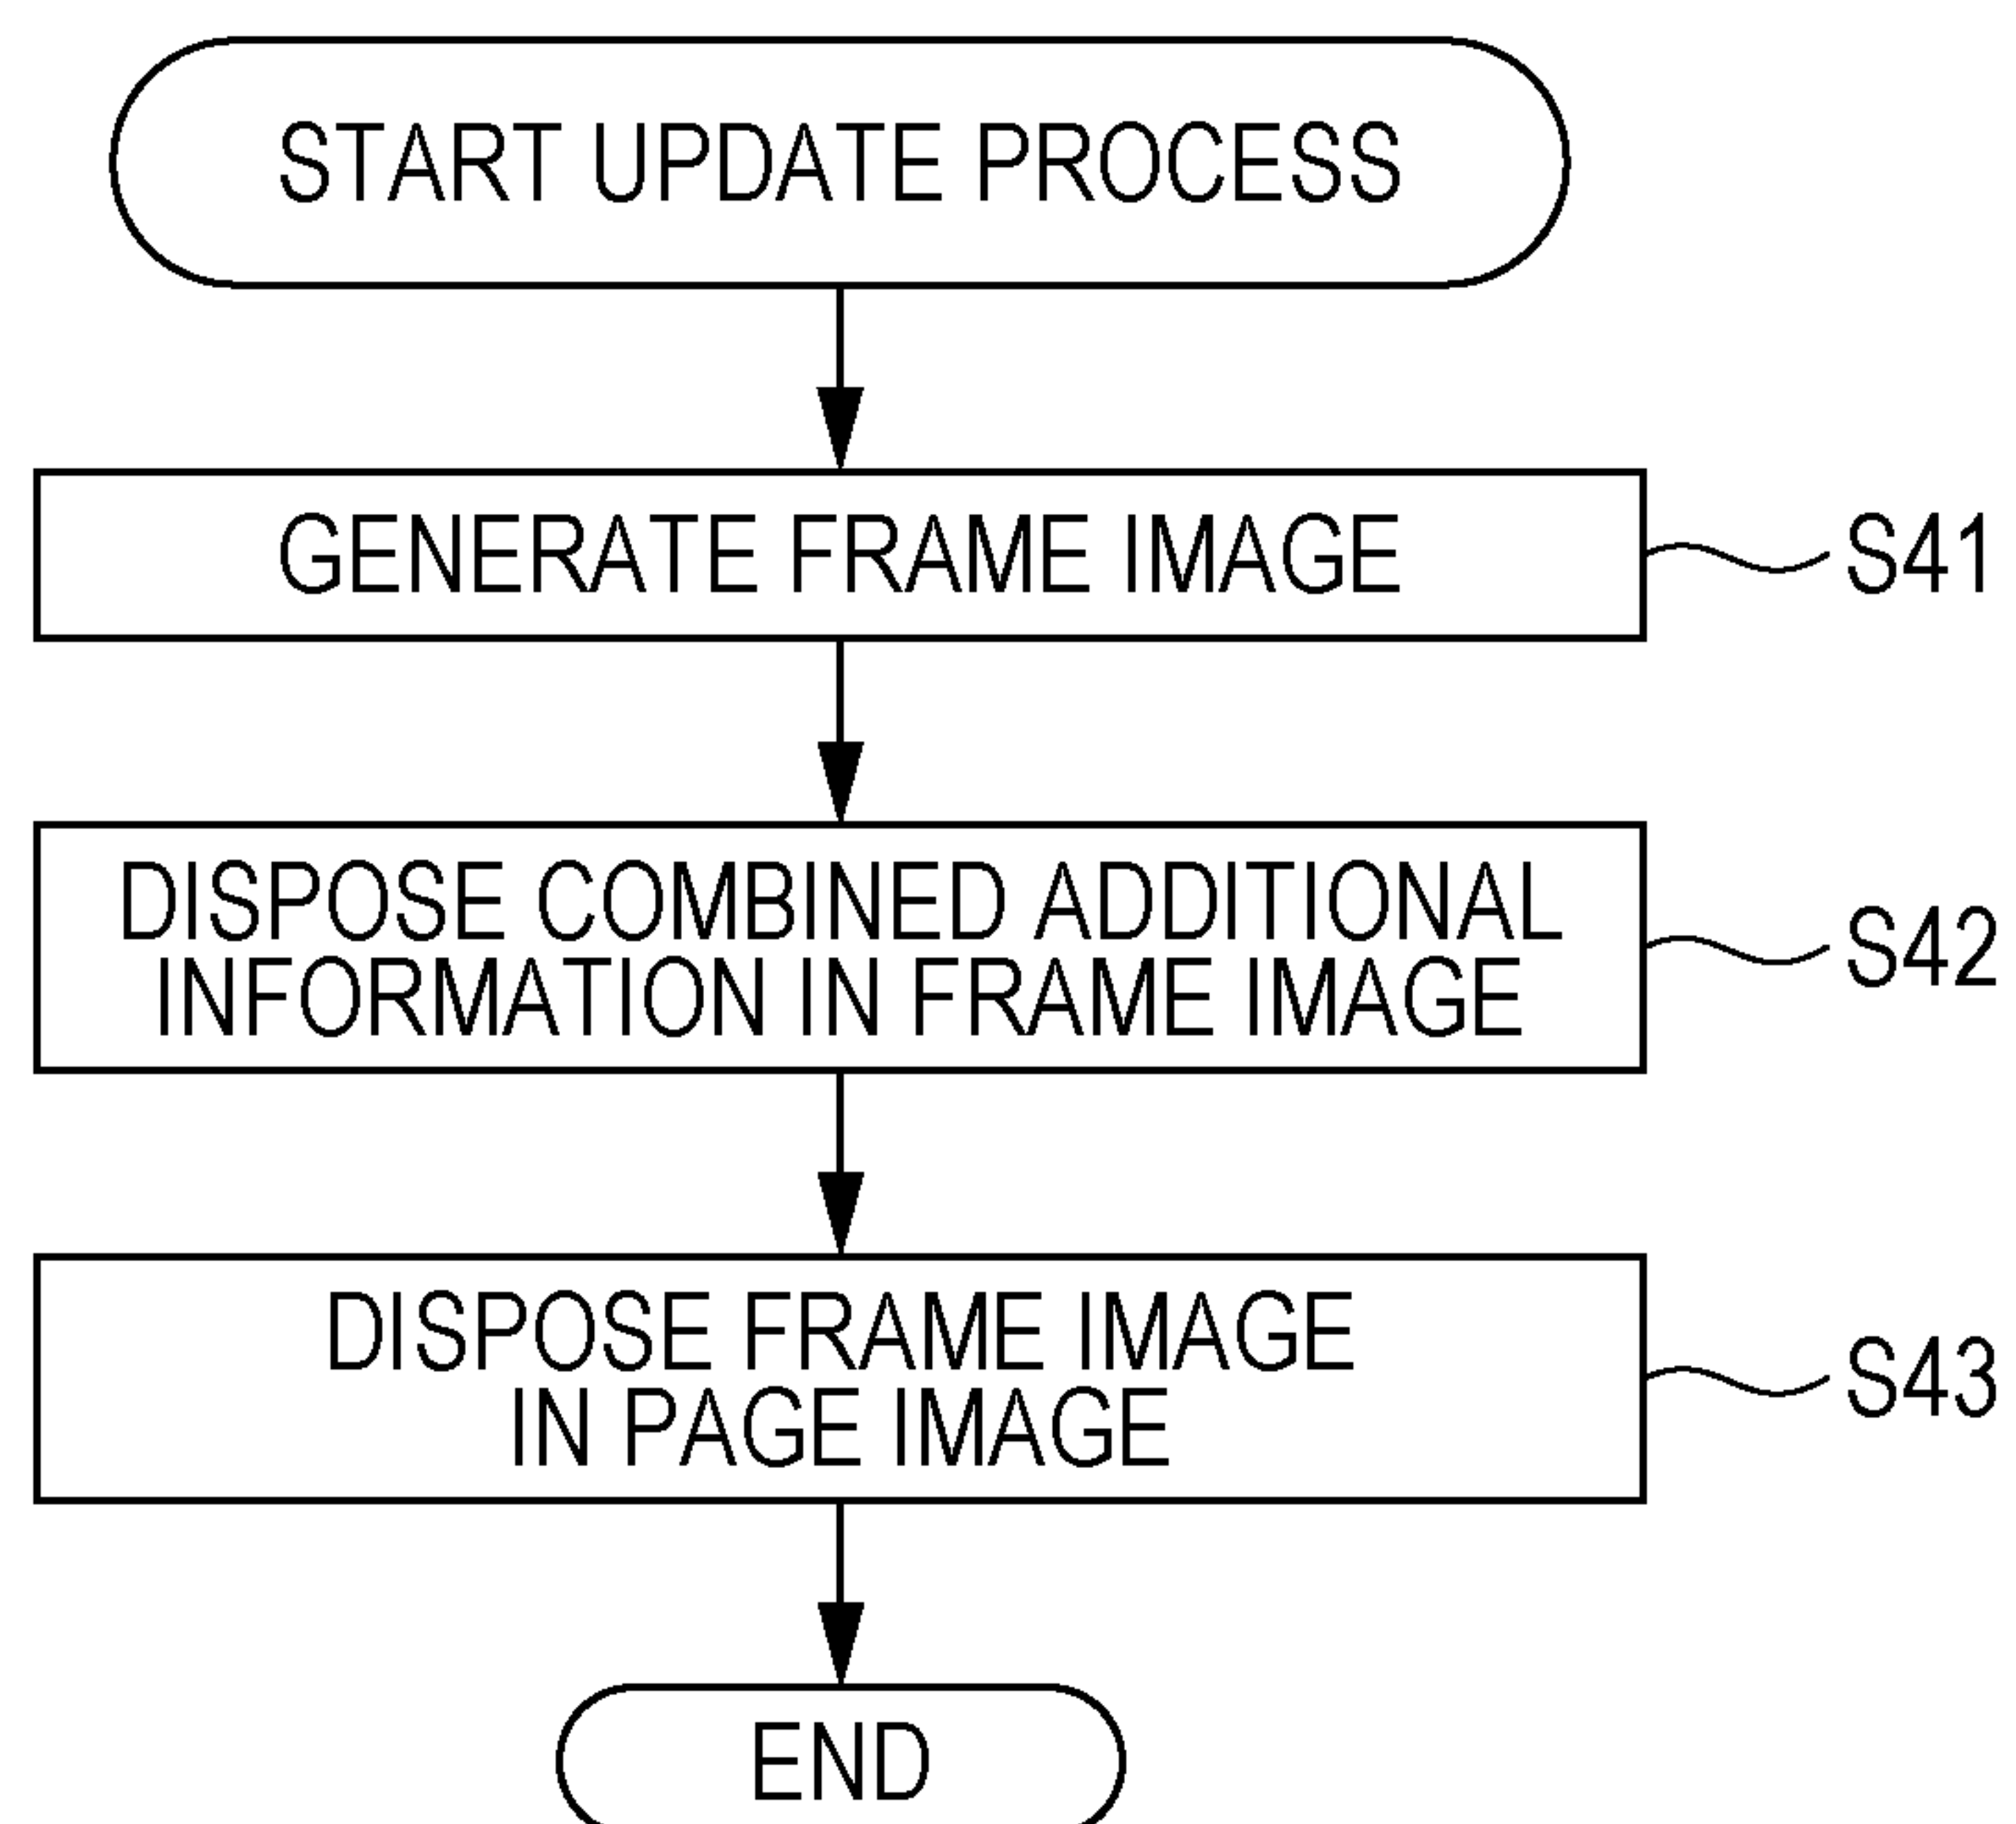 START UPDATE PROCESS
GENERATE FRAME IMAGE
S41
DISPOSE COMBINED ADDITIONAL
INFORMATION IN FRAME IMAGE
S42
DISPOSE FRAME IMAGE
IN PAGE IMAGE
S43
END